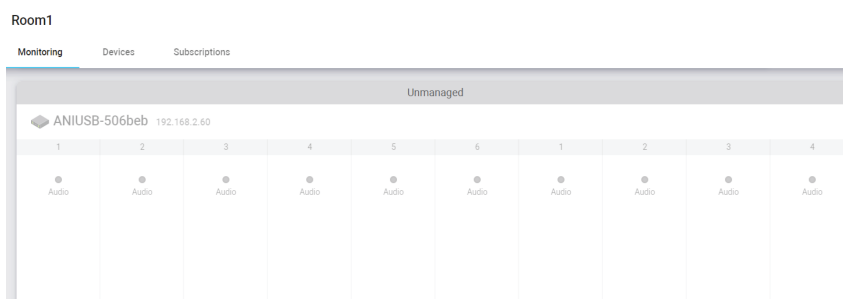 Room1
Monitoring Devices Subscriptions
Unmanaged
ANIUSB-506beb 192.168.2.60
1 2 3 4 5 6 1 2 3 4
Audio Audio Audio Audio Audio Audio Audio Audio Audio Audio